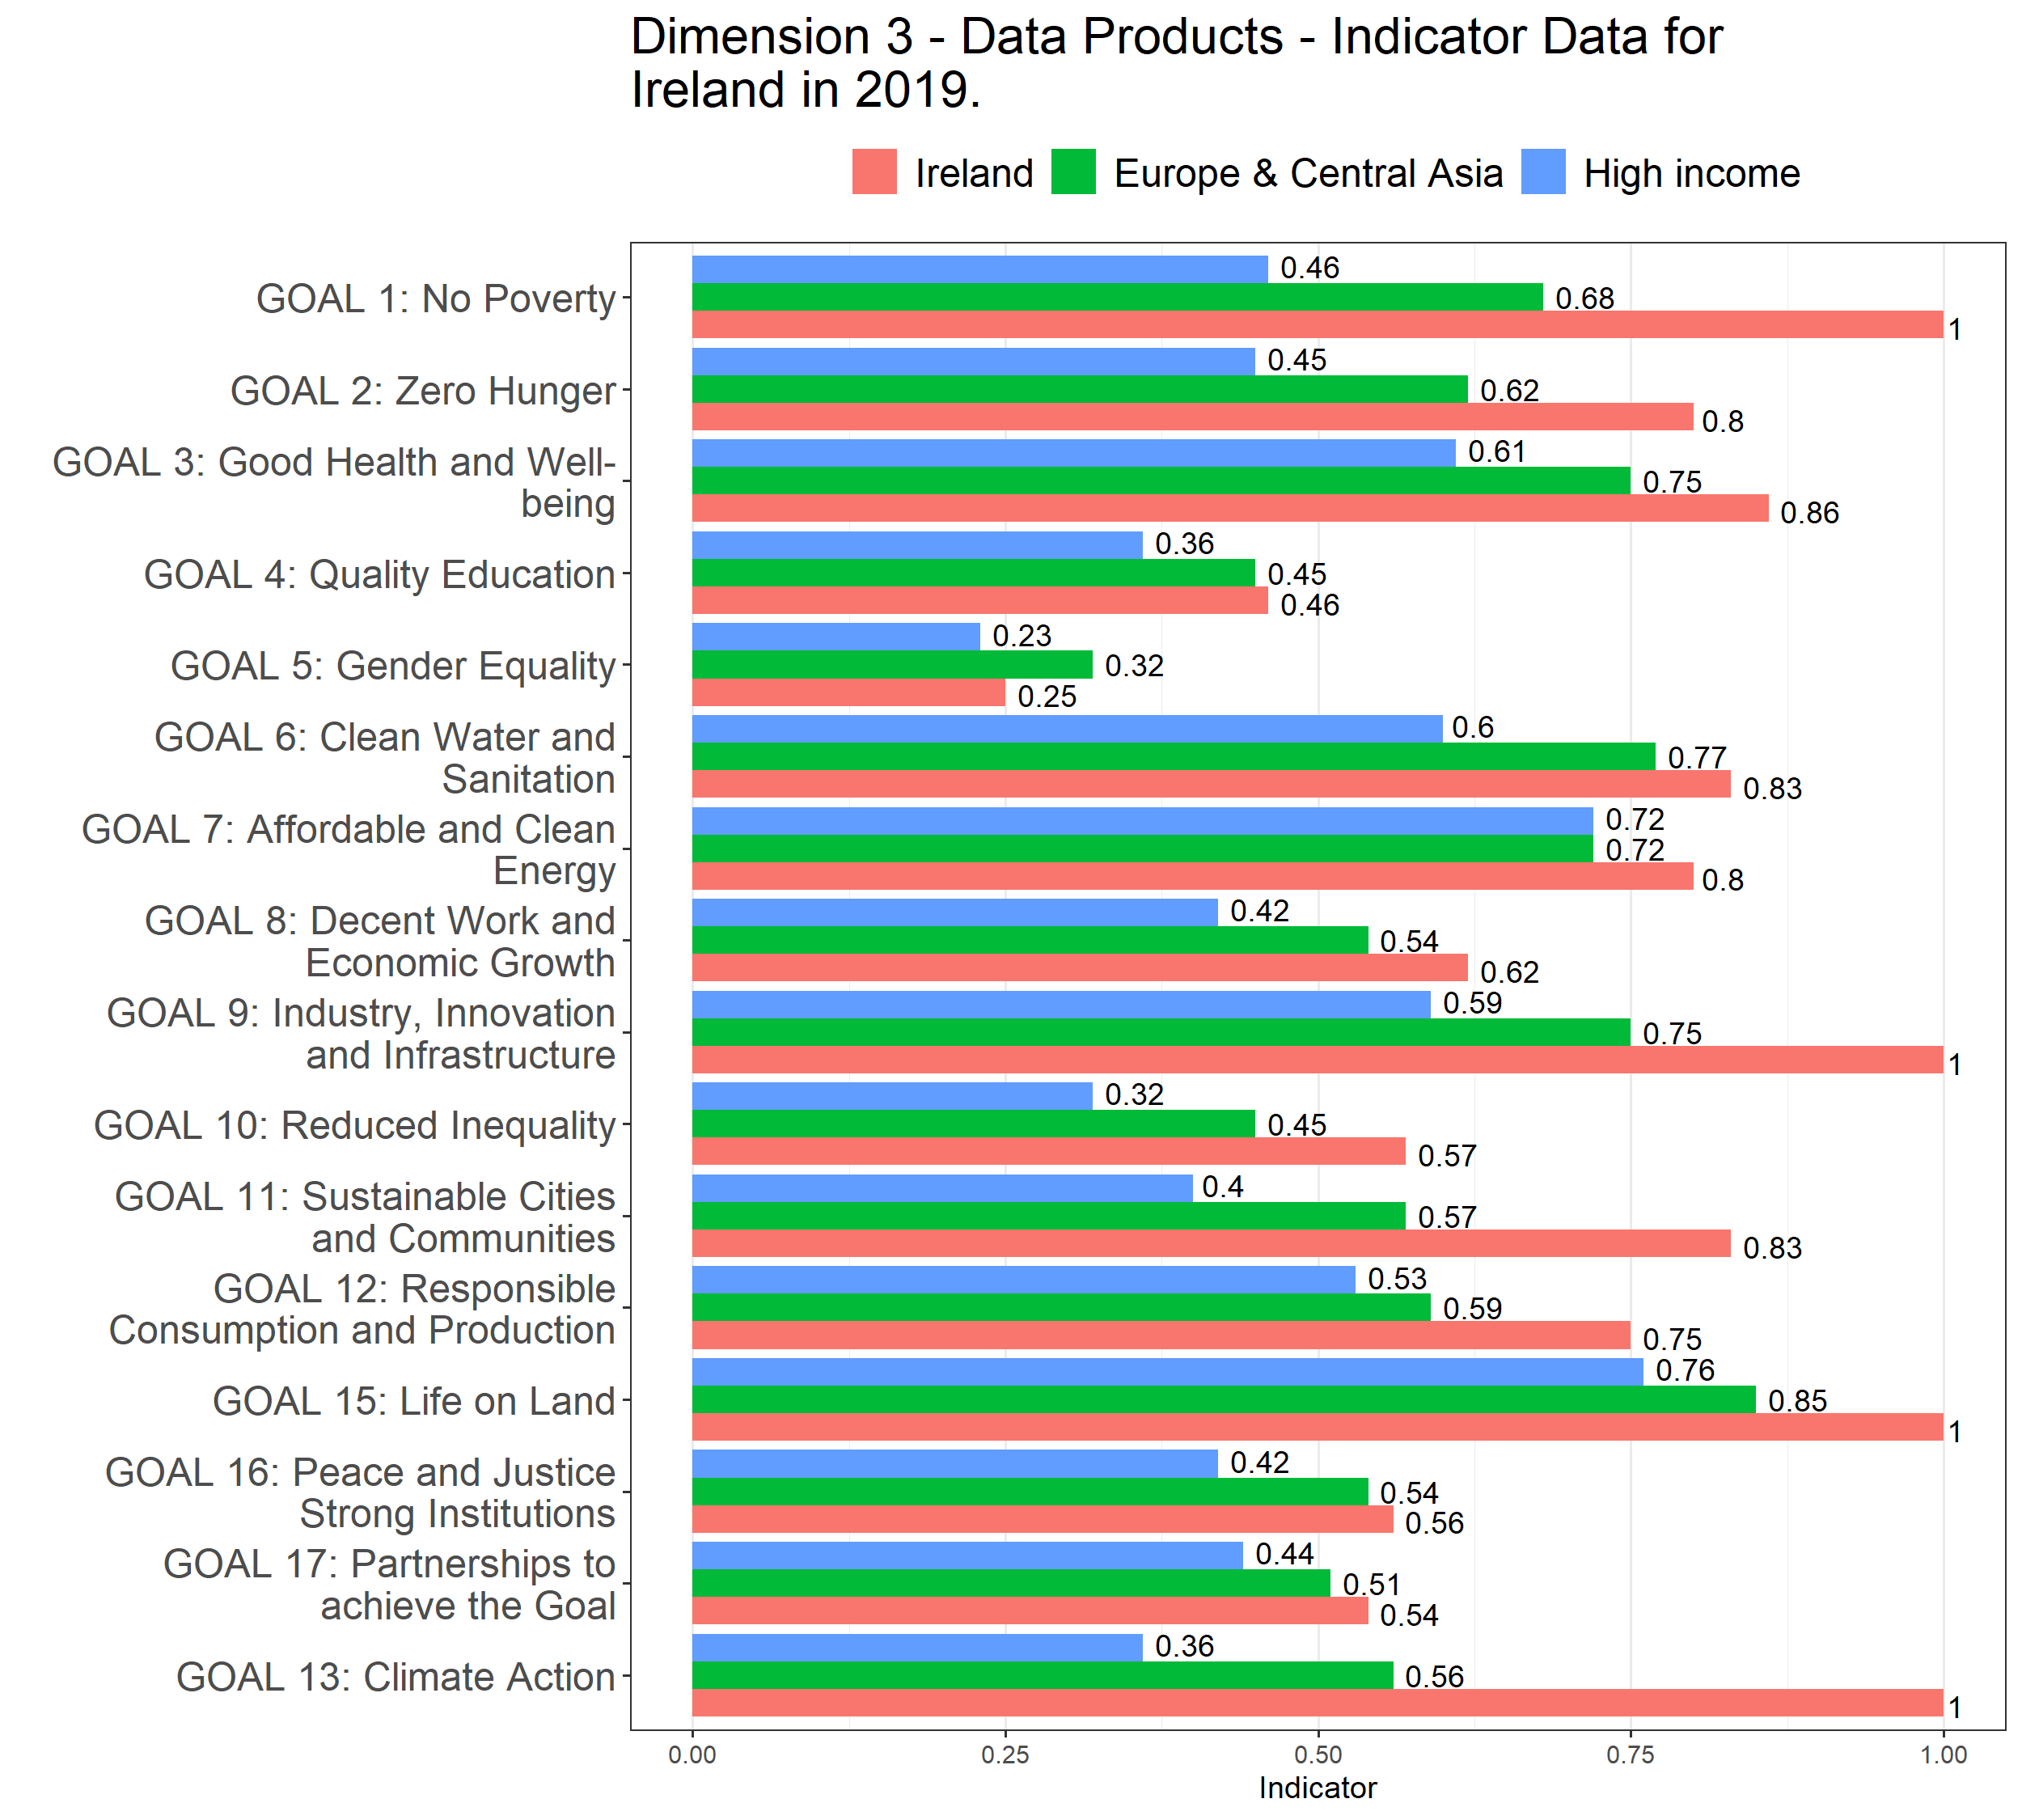 Dimension 3 - Data Products - Indicator Data for
Ireland in 2019.
Ireland
Europe & Central Asia
High income
GOAL 1: No Poverty
0.46
0.68
1
GOAL 2: Zero Hunger
0.45
0.62
0.8
GOAL 3: Good Health and Well-
being
0.61
0.75
0.86
GOAL 4: Quality Education
0.36
0.45
0.46
GOAL 5: Gender Equality
0.23
0.32
0.25
GOAL 6: Clean Water and
Sanitation
0.6
0.77
0.83
GOAL 7: Affordable and Clean
Energy
0.72
0.72
0.8
GOAL 8: Decent Work and
Economic Growth
0.42
0.54
0.62
GOAL 9: Industry, Innovation
and Infrastructure
0.59
0.75
1
GOAL 10: Reduced Inequality
0.32
0.45
0.57
GOAL 11: Sustainable Cities
and Communities
0.4
0.57
0.83
GOAL 12: Responsible
Consumption and Production
0.53
0.59
0.75
GOAL 15: Life on Land
0.76
0.85
1
GOAL 16: Peace and Justice
Strong Institutions
0.42
0.54
0.56
GOAL 17: Partnerships to
achieve the Goal
0.44
0.51
0.54
GOAL 13: Climate Action
0.36
0.56
1
0.00
0.25
0.50
0.75
1.00
Indicator